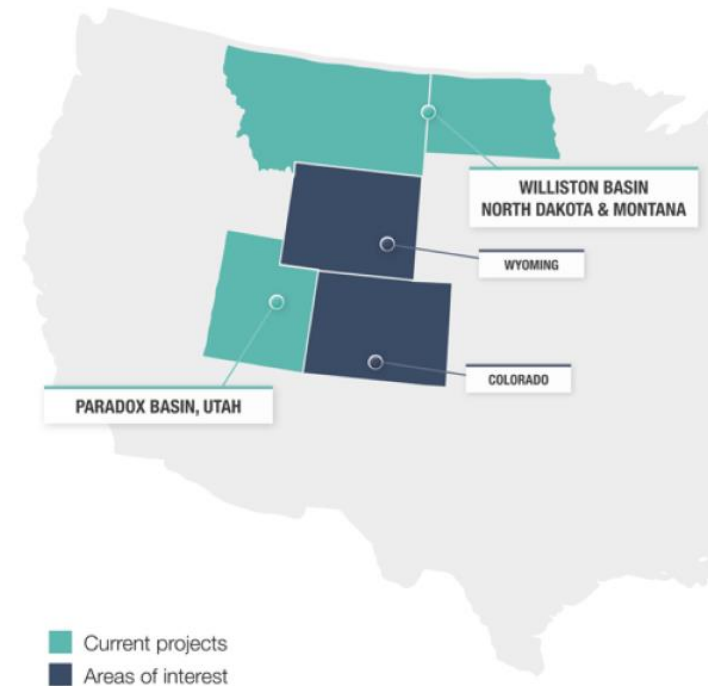 WILLISTON BASIN
NORTH DAKOTA & MONTANA
WYOMING
COLORADO
PARADOX BASIN, UTAH
Current projects
Areas of interest